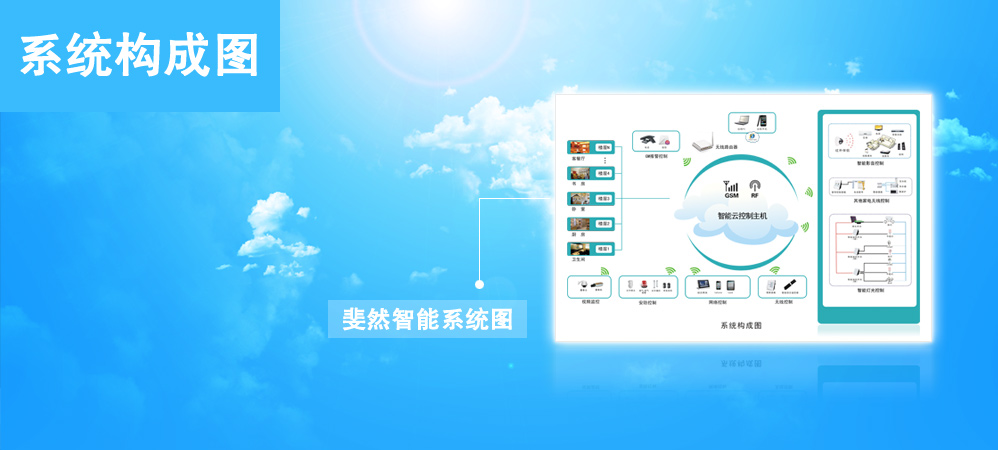 系统构成图
斐然智能系统图
楼层N
客餐厅
楼层4
书 房
楼层3
卧 室
楼层2
厨 房
楼层1
卫生间
GSM报警控制
无线路由器
GSM RF
智能云控制主机
视频监控
安防控制
网络控制
无线控制
系统构成图
智能影音控制
其他家电无线控制
智能灯光控制